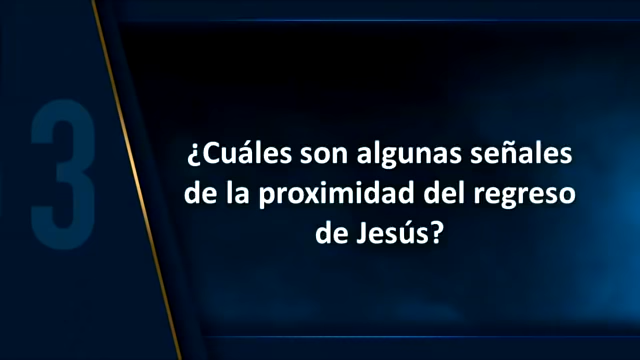 3
¿Cuáles son algunas señales
de la proximidad del regreso
de Jesús?